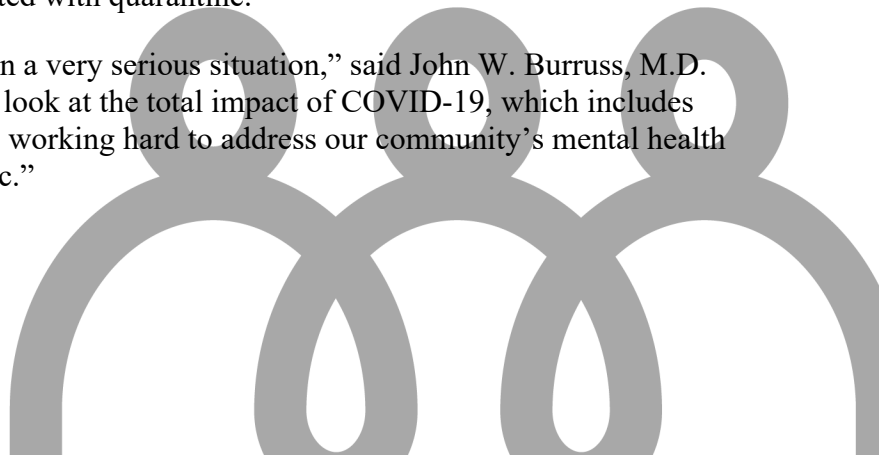 with quarantine.
n a very serious situation,” said John W. Burruss, M.D.
look at the total impact of COVID-19, which includes
working hard to address our community’s mental health
c.”